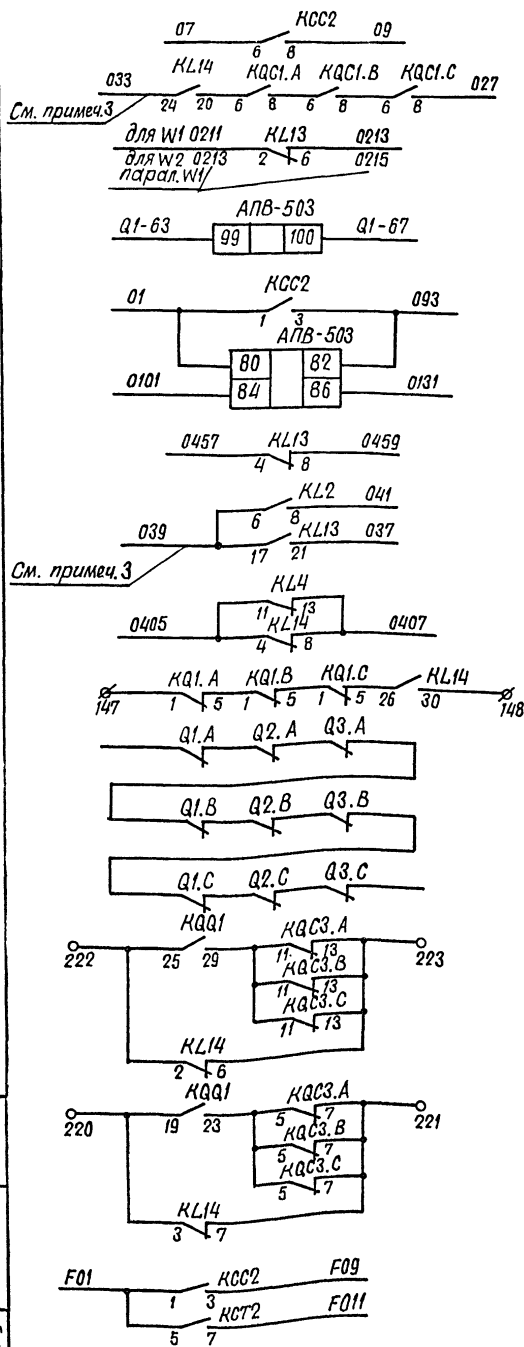 07 КСС2 09
6 8
033 KL14 KQC1.A KQC1.B KQC1.C 027
24 20 6 8 6 8 6 8
См. примеч.3
для W1 0211 KL13 0213
для W2 0213 2 6 0215
парал.W1/
АПВ-503
Q1-63 99 100 Q1-67
01 КСС2 093
1 3
АПВ-503
80 82
0101 84 86 0131
0457 KL13 0459
4 8
KL2 041
6 8
039 KL13 037
17 21
См. примеч. 3
KL4
11 13
0405 KL14 0407
4 8
KQ1.A KQ1.B KQ1.C KL14
147 1 5 1 5 1 5 26 30 148
Q1.A Q2.A Q3.A
Q1.B Q2.B Q3.B
Q1.C Q2.C Q3.C
KQQ1 KQC3.A
222 25 29 11 13 223
KQC3.B
11 13
KQC3.C
11 13
KL14
2 6
KQQ1 KQC3.A
220 19 23 5 7 221
KQC3.B
5 7
KQC3.C
5 7
KL14
3 7
F01 КСС2 F09
1 3
КСТ2 F011
5 7